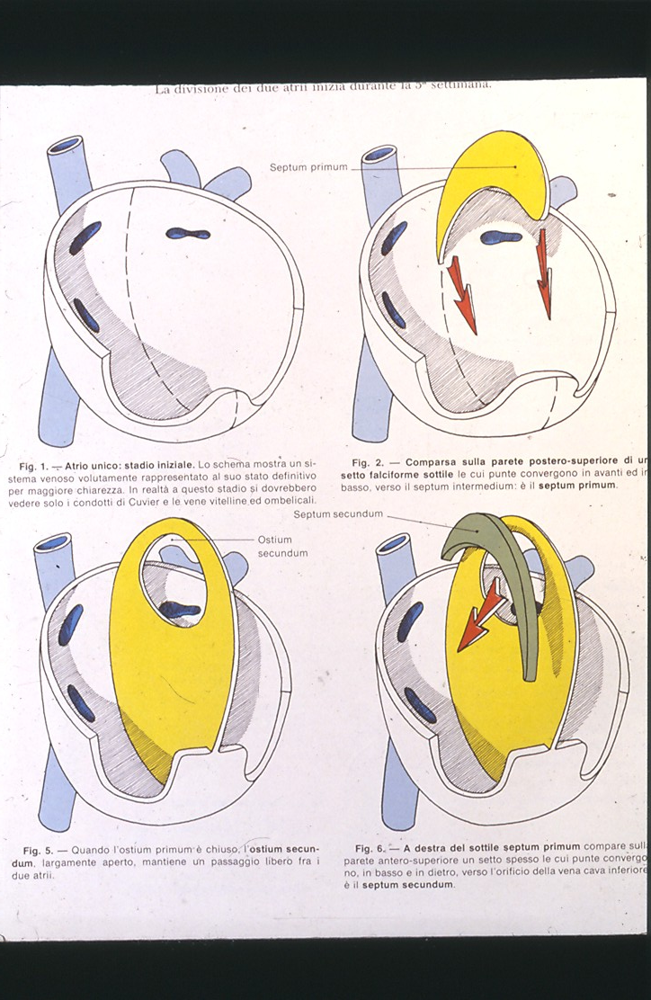 La divisione dei due atrii inizia durante la 5ª settimana.
Septum primum
Fig. 1. — Atrio unico: stadio iniziale. Lo schema mostra un si-
stema venoso volutamente rappresentato al suo stato definitivo
per maggiore chiarezza. In realtà a questo stadio si dovrebbero
vedere solo i condotti di Cuvier e le vene vitelline ed ombelicali.
Fig. 2. — Comparsa sulla parete postero-superiore di un
setto falciforme sottile le cui punte convergono in avanti ed in
basso, verso il septum intermedium: è il septum primum.
Ostium
secundum
Septum secundum
Fig. 5. — Quando l'ostium primum è chiuso, l'ostium secun-
dum, largamente aperto, mantiene un passaggio libero fra i
due atrii.
Fig. 6. — A destra del sottile septum primum compare sull
parete antero-superiore un setto spesso le cui punte convergo
no, in basso e in dietro, verso l'orificio della vena cava inferiore
è il septum secundum.